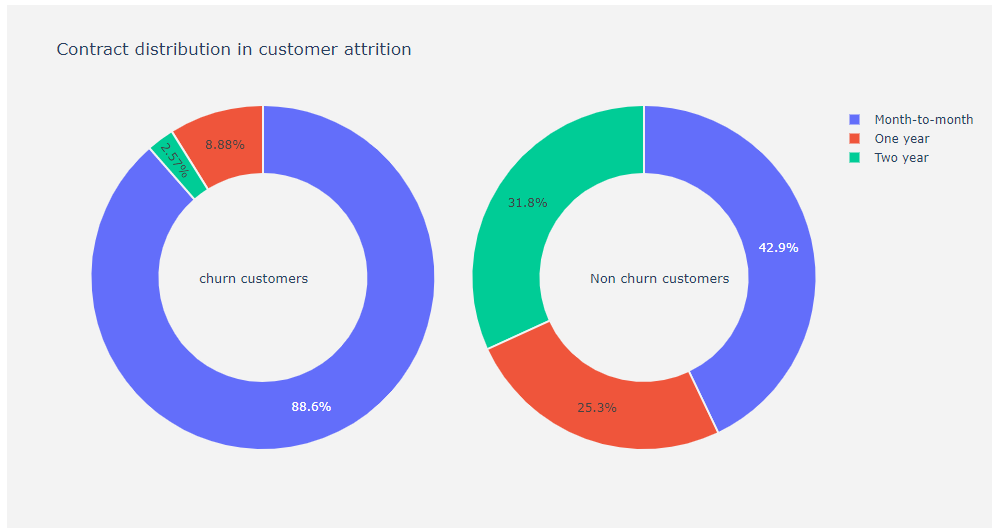 Contract distribution in customer attrition
8.88%
2.57%
88.6%
churn customers
31.8%
42.9%
25.3%
Non churn customers
Month-to-month
One year
Two year